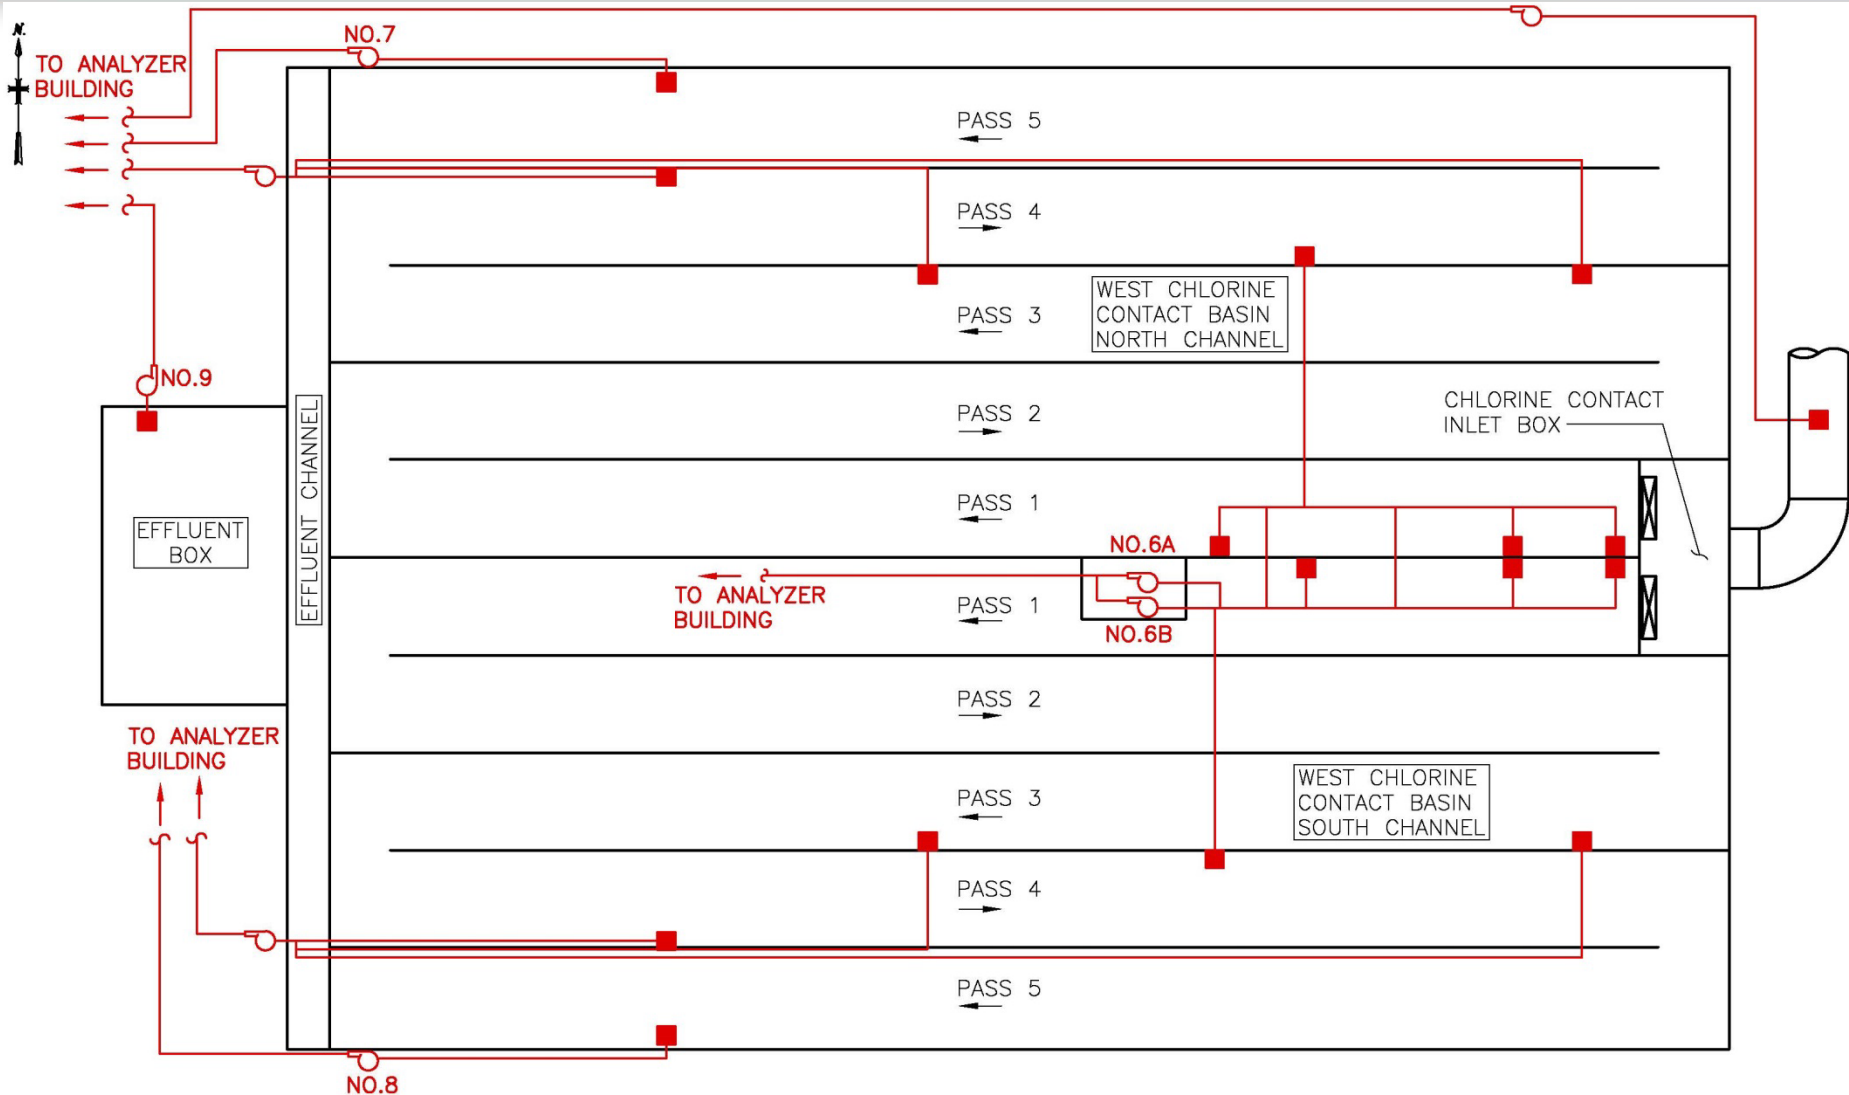 N.
NO.7
TO ANALYZER
BUILDING
PASS 5
PASS 4
WEST CHLORINE
CONTACT BASIN
NORTH CHANNEL
PASS 3
NO.9
CHLORINE CONTACT
INLET BOX
PASS 2
EFFLUENT CHANNEL
PASS 1
EFFLUENT
BOX
NO.6A
TO ANALYZER
BUILDING
PASS 1
NO.6B
PASS 2
TO ANALYZER
BUILDING
WEST CHLORINE
CONTACT BASIN
SOUTH CHANNEL
PASS 3
PASS 4
PASS 5
NO.8